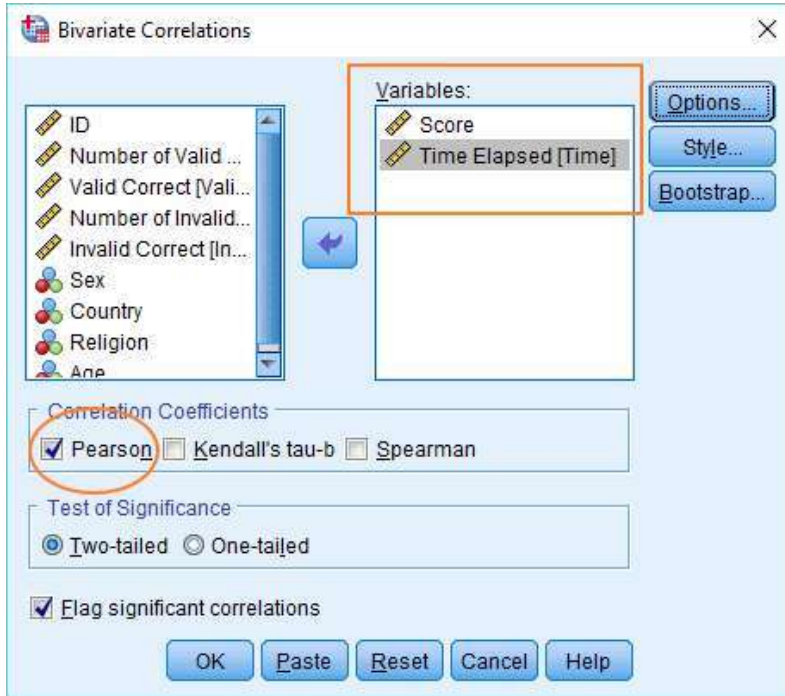 Bivariate Correlations
Variables:
ID
Number of Valid ...
Valid Correct [Vali...
Number of Invalid...
Invalid Correct [In...
Sex
Country
Religion
Age
Score
Time Elapsed [Time]
Options...
Style...
Bootstrap...
Correlation Coefficients
Pearson Kendall's tau-b Spearman
Test of Significance
Two-tailed One-tailed
Flag significant correlations
OK Paste Reset Cancel Help